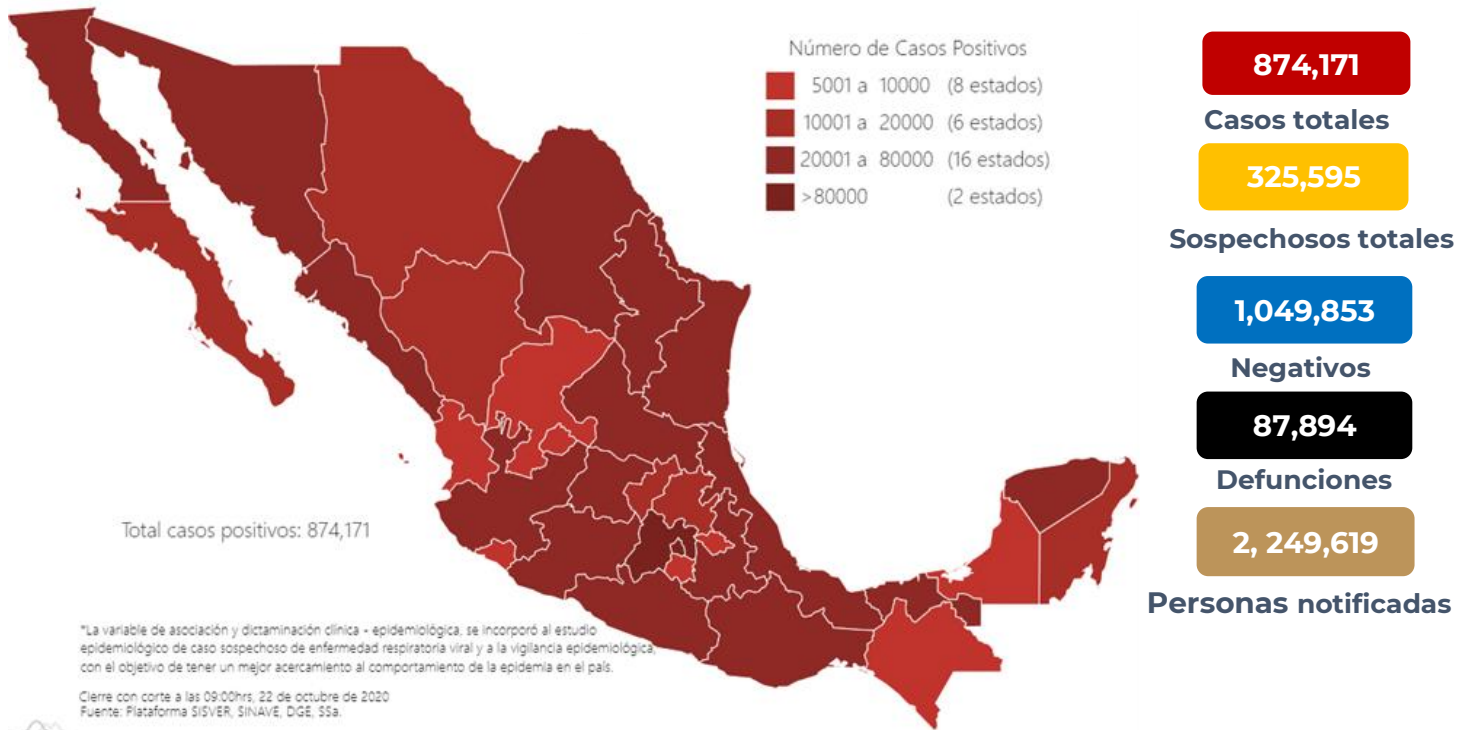 Número de Casos Positivos
5001 a 10000 (8 estados)
10001 a 20000 (6 estados)
20001 a 80000 (16 estados)
>80000 (2 estados)
Total casos positivos: 874,171
*La variable de asociación y dictaminación clínica - epidemiológica, se incorporó al estudio
epidemiológico de caso sospechoso de enfermedad respiratoria viral y a la vigilancia epidemiológica,
con el objetivo de tener un mejor acercamiento al comportamiento de la epidemia en el país.
Cierre con corte a las 09:00hrs, 22 de octubre de 2020
Fuente: Plataforma SISVER, SINAVE, DGE, SSa.
874,171
Casos totales
325,595
Sospechosos totales
1,049,853
Negativos
87,894
Defunciones
2, 249,619
Personas notificadas